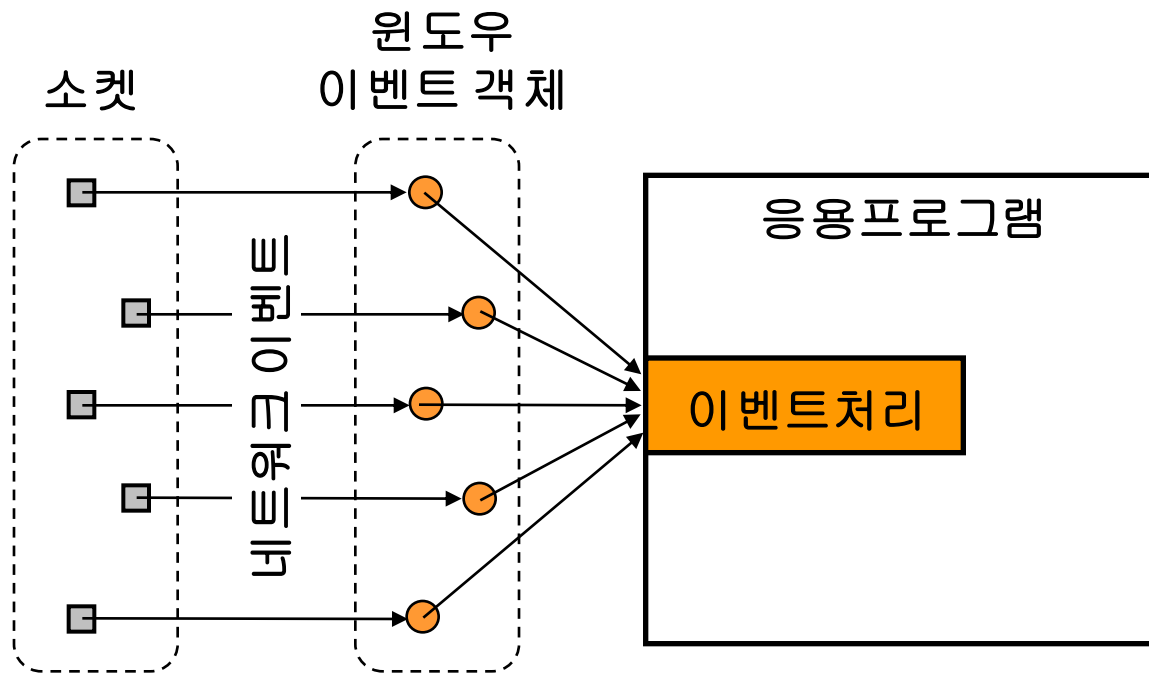 소켓
윈도우
이벤트 객체
네트워크 이벤트
응용프로그램
이벤트처리